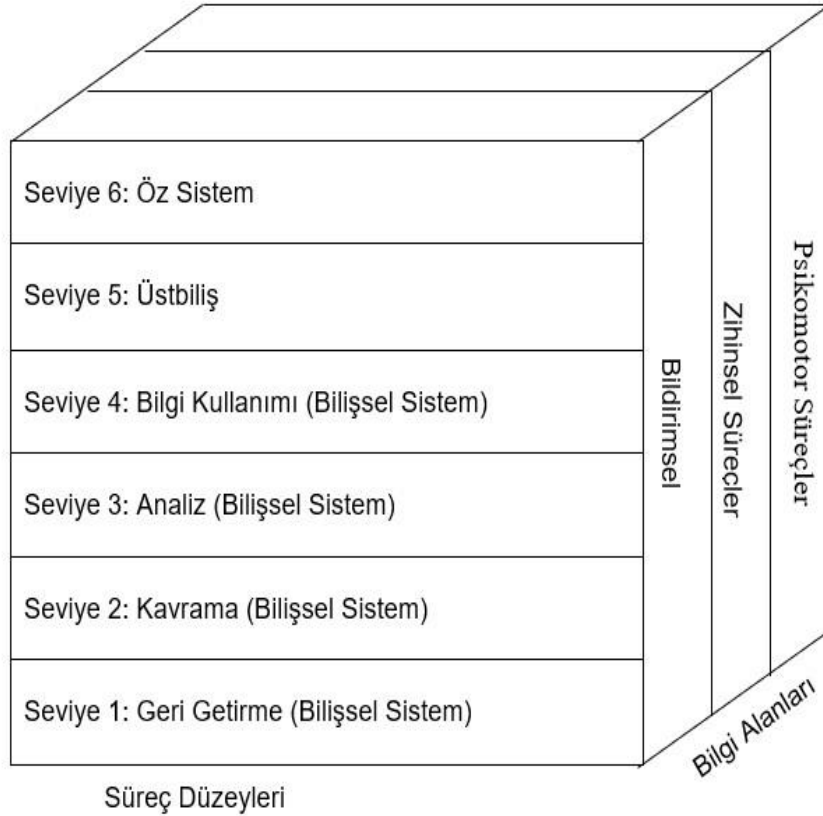 Seviye 6: Öz Sistem
Seviye 5: Üstbiliş
Seviye 4: Bilgi Kullanımı (Bilişsel Sistem)
Seviye 3: Analiz (Bilişsel Sistem)
Seviye 2: Kavrama (Bilişsel Sistem)
Seviye 1: Geri Getirme (Bilişsel Sistem)
Süreç Düzeyleri
Bildirimsel
Zihinsel Süreçler
Psikomotor Süreçler
Bilgi Alanları